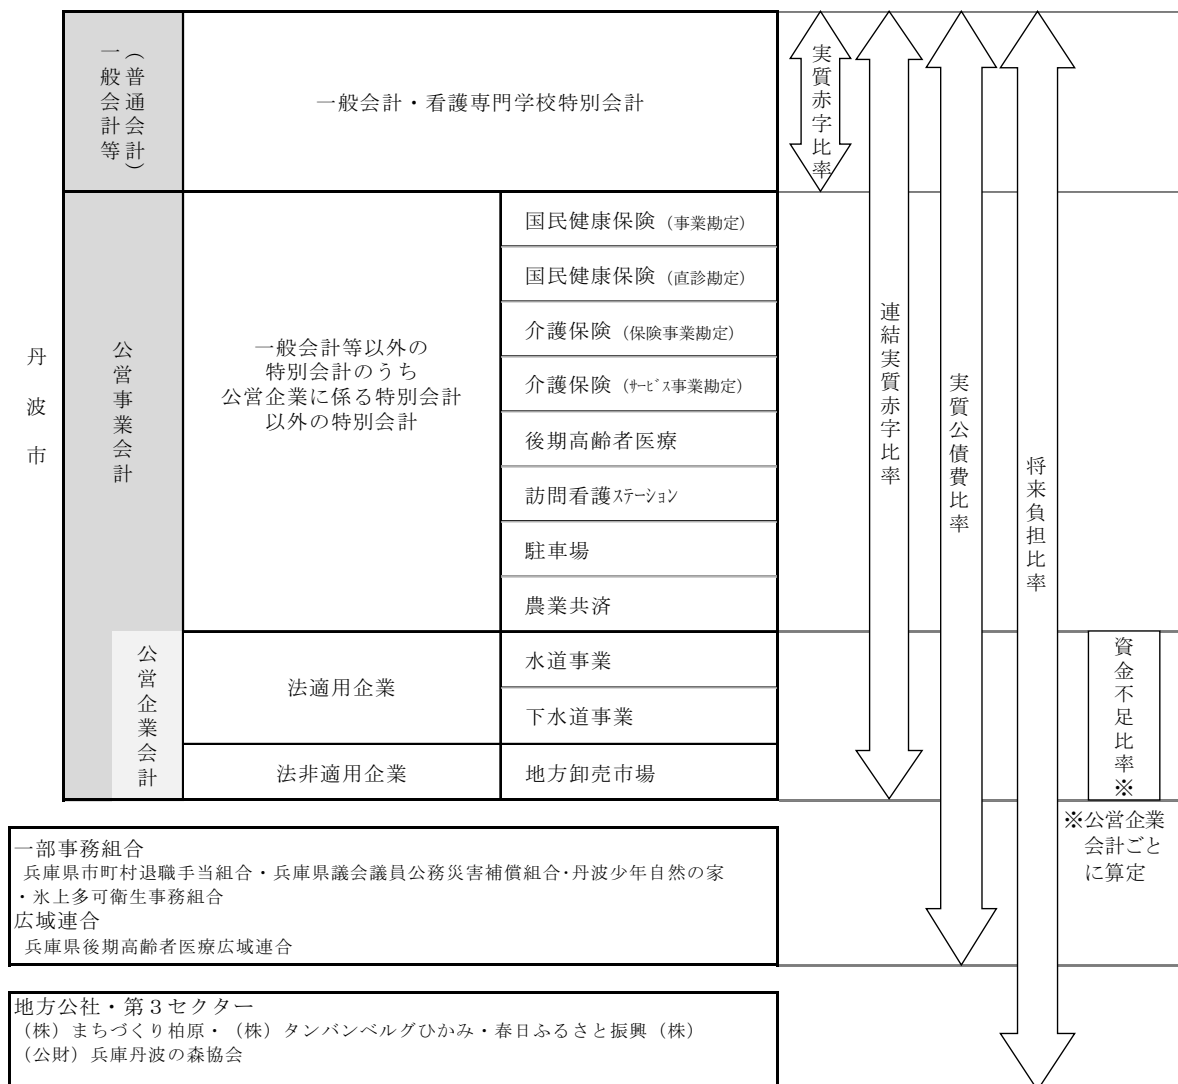 丹波市
一般会計等
（普通会計）
一般会計・看護専門学校特別会計
公営事業会計
一般会計等以外の
特別会計のうち
公営企業に係る特別会計
以外の特別会計
国民健康保険（事業勘定）
国民健康保険（直診勘定）
介護保険（保険事業勘定）
介護保険（ｻｰﾋﾞｽ事業勘定）
後期高齢者医療
訪問看護ｽﾃｰｼｮﾝ
駐車場
農業共済
公営企業会計
法適用企業
水道事業
下水道事業
法非適用企業
地方卸売市場
実質赤字比率
連結実質赤字比率
実質公債費比率
将来負担比率
資金不足比率※
※公営企業
会計ごと
に算定
一部事務組合
兵庫県市町村退職手当組合・兵庫県議会議員公務災害補償組合・丹波少年自然の家
・氷上多可衛生事務組合
広域連合
兵庫県後期高齢者医療広域連合
地方公社・第３セクター
（株）まちづくり柏原・（株）タンバンベルグひかみ・春日ふるさと振興（株）
（公財）兵庫丹波の森協会